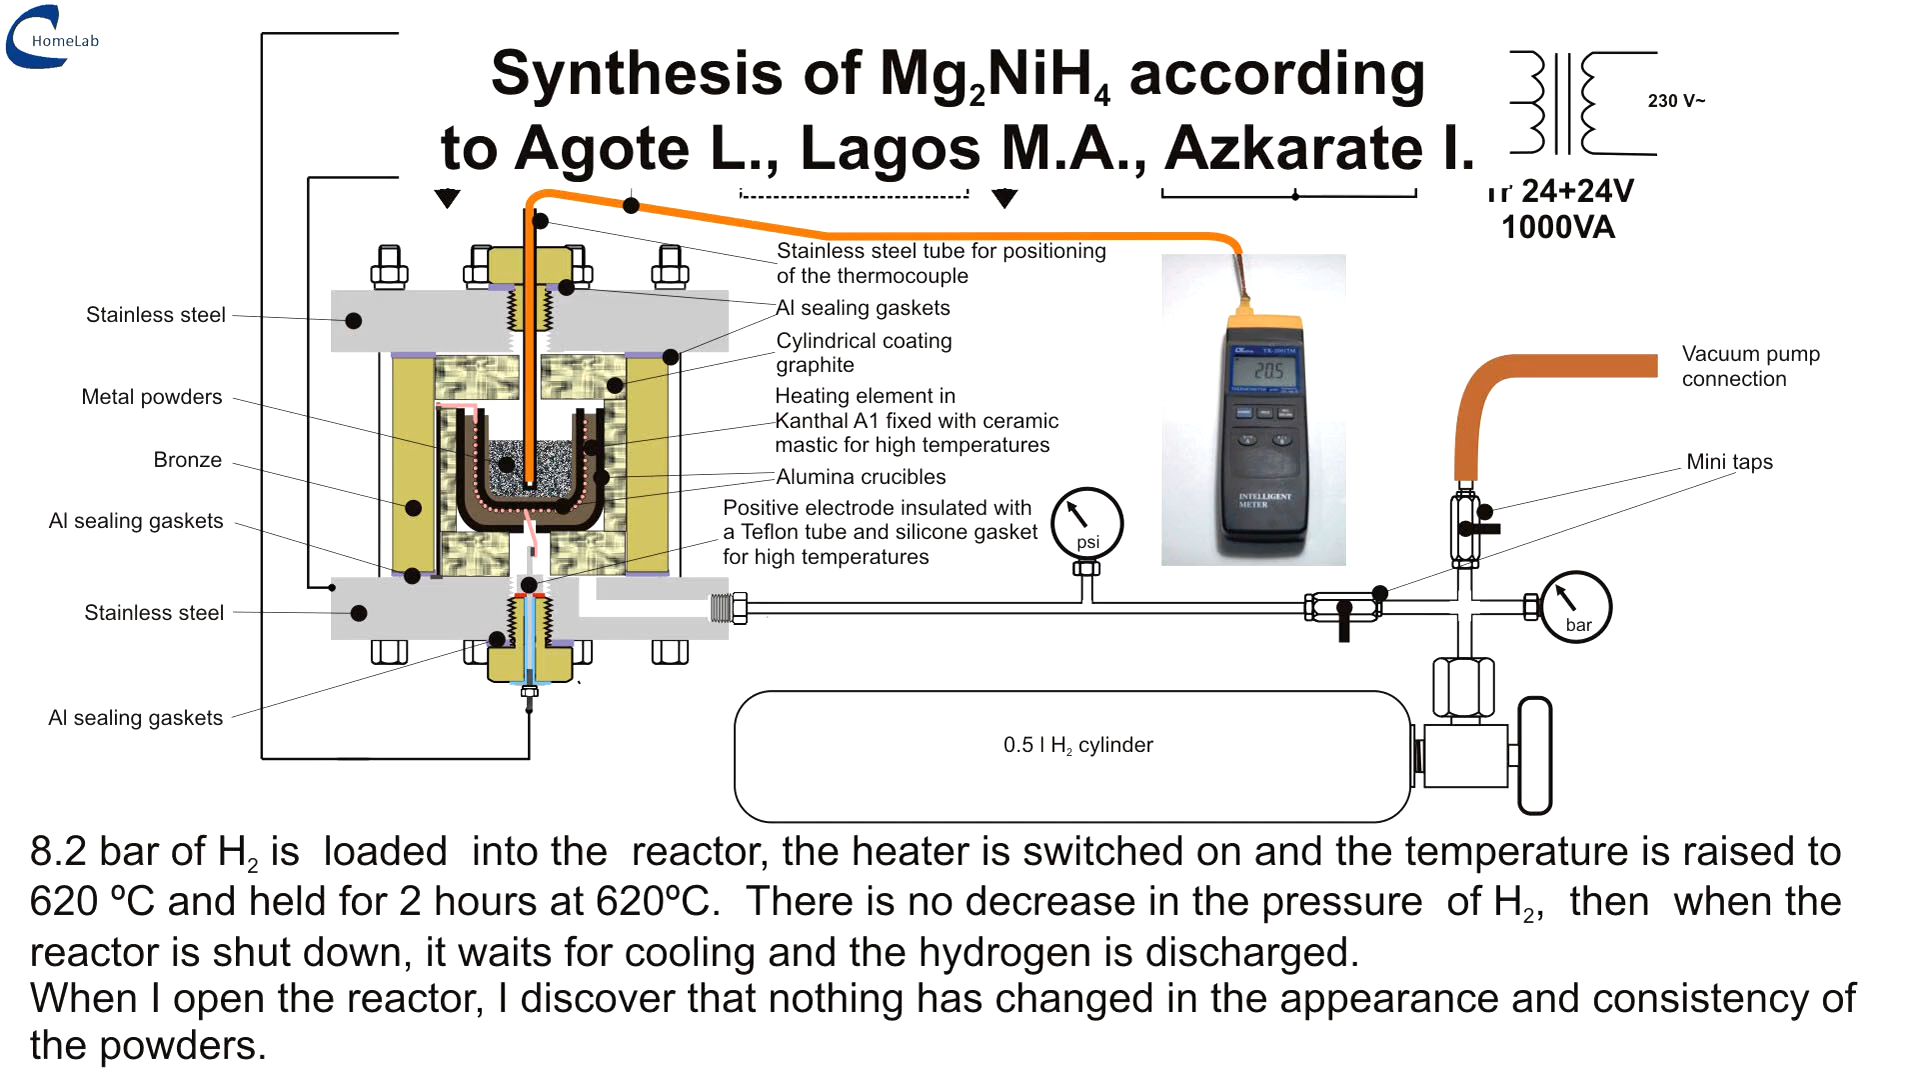 HomeLab
Synthesis of Mg₂NiH₄ according
to Agote L., Lagos M.A., Azkarate I.
230 V~
24+24V
1000VA
Stainless steel tube for positioning
of the thermocouple
Al sealing gaskets
Cylindrical coating
graphite
Heating element in
Kanthal A1 fixed with ceramic
mastic for high temperatures
Alumina crucibles
Positive electrode insulated with
a Teflon tube and silicone gasket
for high temperatures
Stainless steel
Metal powders
Bronze
Al sealing gaskets
Stainless steel
Al sealing gaskets
20.5
INTELLIGENT
METER
Vacuum pump
connection
Mini taps
psi
bar
0.5 l H₂ cylinder
8.2 bar of H₂ is loaded into the reactor, the heater is switched on and the temperature is raised to
620 ºC and held for 2 hours at 620ºC. There is no decrease in the pressure of H₂, then when the
reactor is shut down, it waits for cooling and the hydrogen is discharged.
When I open the reactor, I discover that nothing has changed in the appearance and consistency of
the powders.